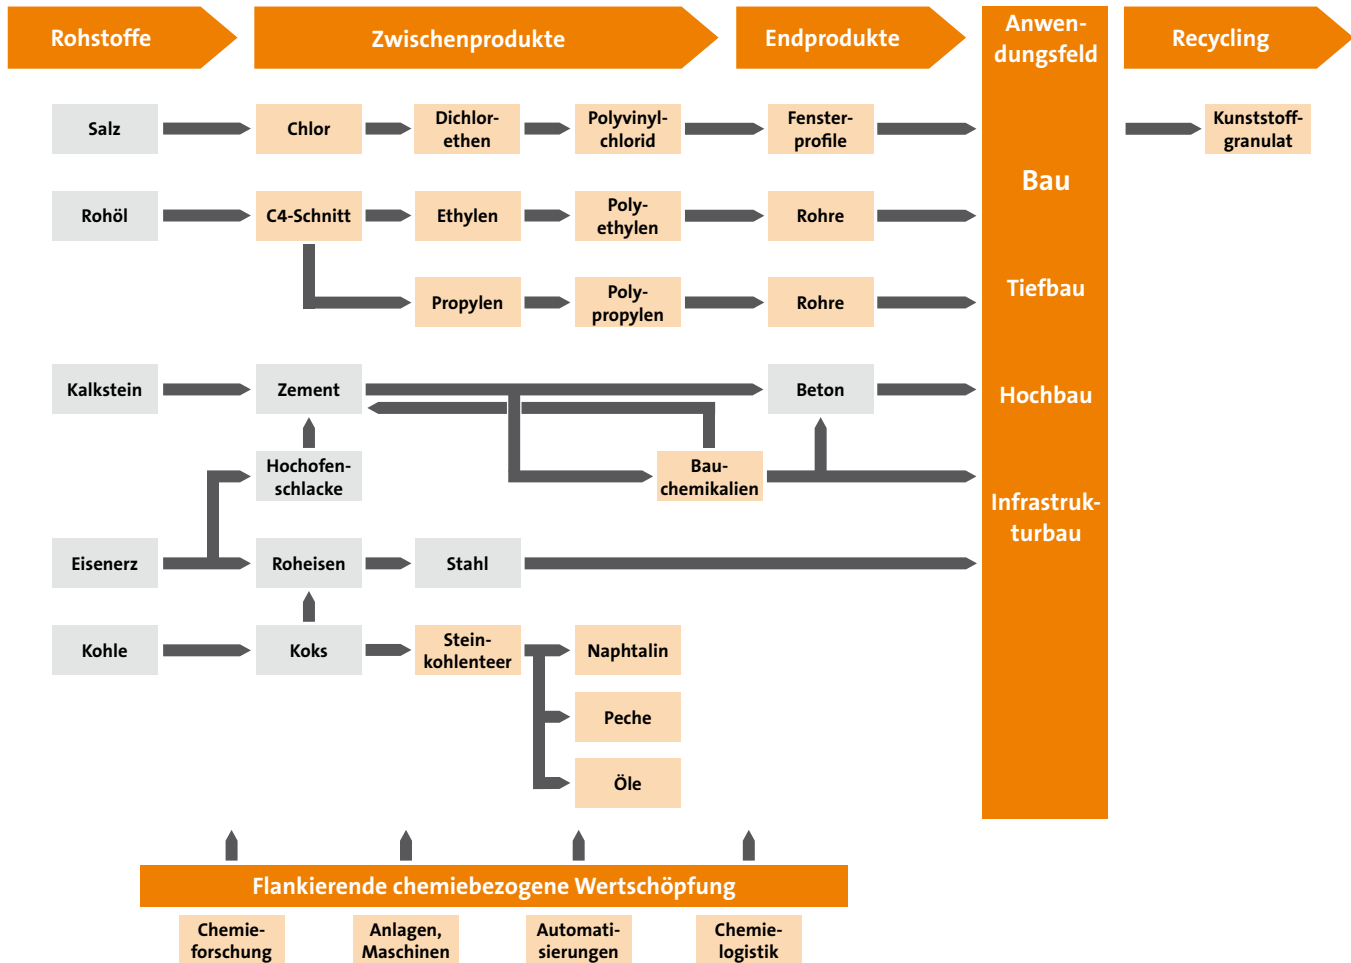 Rohstoffe
Zwischenprodukte
Endprodukte
Anwen-
dungsfeld
Recycling
Salz
Chlor
Dichlor-
ethen
Polyvinyl-
chlorid
Fenster-
profile
Kunststoff-
granulat
Bau
Rohöl
C4-Schnitt
Ethylen
Poly-
ethylen
Rohre
Propylen
Poly-
propylen
Rohre
Tiefbau
Kalkstein
Zement
Beton
Hochbau
Hochofen-
schlacke
Bau-
chemikalien
Infrastruk-
turbau
Eisenerz
Roheisen
Stahl
Kohle
Koks
Stein-
kohlenteer
Naphtalin
Peche
Öle
Flankierende chemiebezogene Wertschöpfung
Chemie-
forschung
Anlagen,
Maschinen
Automati-
sierungen
Chemie-
logistik